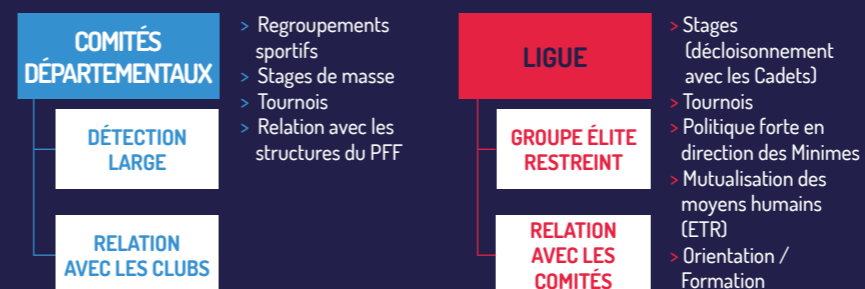 COMITÉS
DÉPARTEMENTAUX
DÉTECTION
LARGE
RELATION
AVEC LES CLUBS
> Regroupements
sportifs
> Stages de masse
> Tournois
> Relation avec les
structures du PFF
LIGUE
GROUPE ÉLITE
RESTREINT
RELATION
AVEC LES
COMITÉS
> Stages
(décloisonnement
avec les Cadets)
> Tournois
> Politique forte en
direction des Minimes
> Mutualisation des
moyens humains
(ETR)
> Orientation /
Formation